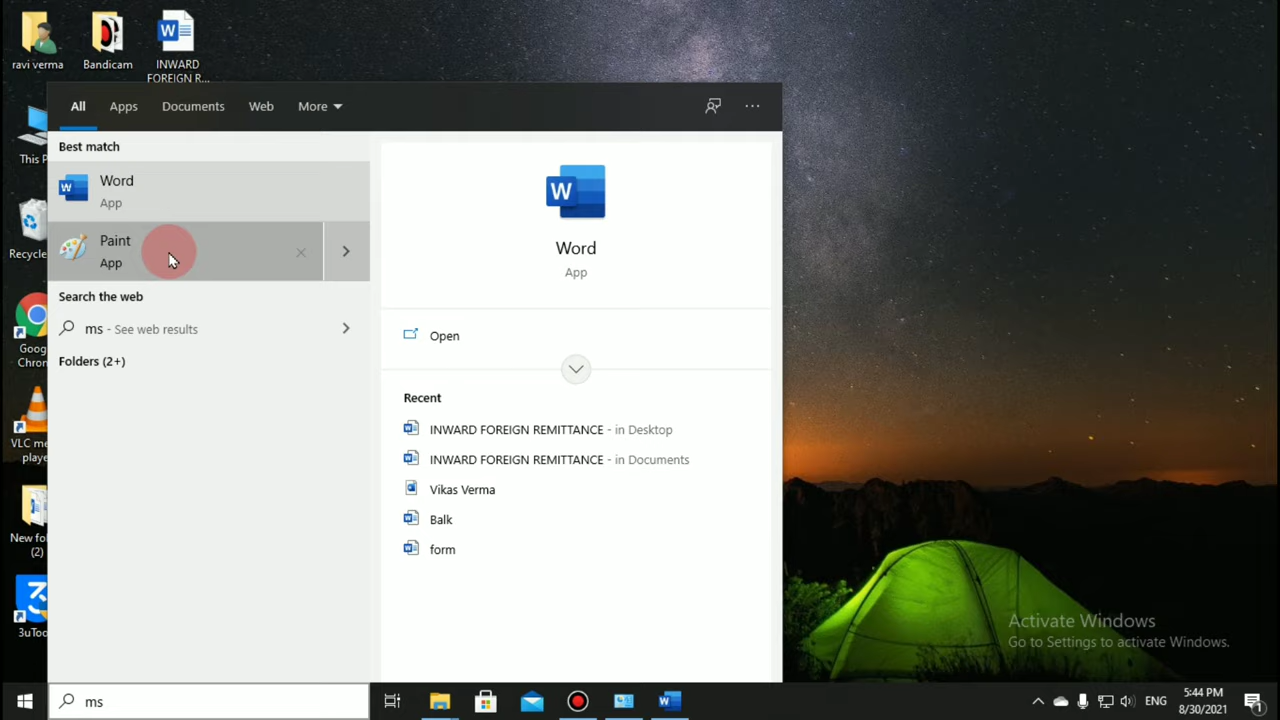 ravi verma
Bandicam
INWARD
FOREIGN R...
All
Apps
Documents
Web
More
Best match
Word
App
Paint
App
Search the web
ms - See web results
Folders (2+)
Word
App
Open
Recent
INWARD FOREIGN REMITTANCE - in Desktop
INWARD FOREIGN REMITTANCE - in Documents
Vikas Verma
Balk
form
This P
Recycle
Goog
Chron
VLC me
playe
New fol
(2)
3uToo
Activate Windows
Go to Settings to activate Windows.
ms
ENG
5:44 PM
8/30/2021
1